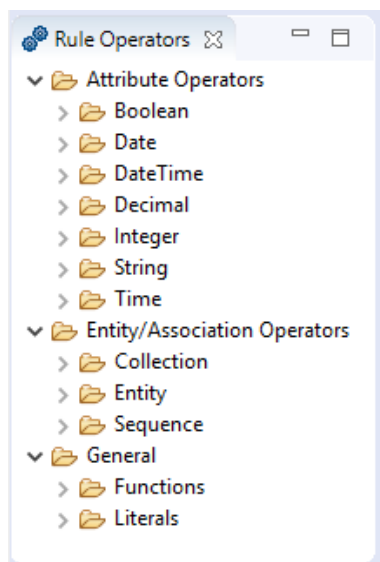 Rule Operators
Attribute Operators
Boolean
Date
DateTime
Decimal
Integer
String
Time
Entity/Association Operators
Collection
Entity
Sequence
General
Functions
Literals